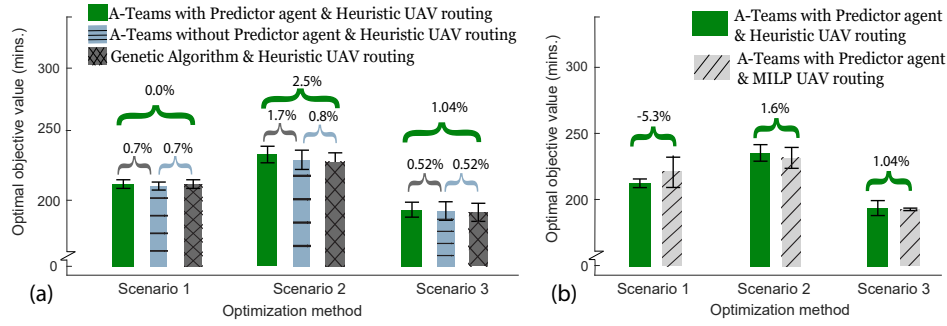 A-Teams with Predictor agent & Heuristic UAV routing
A-Teams without Predictor agent & Heuristic UAV routing
Genetic Algorithm & Heuristic UAV routing
Optimal objective value (mins.)
300
250
200
0
0.0%
0.7%
0.7%
2.5%
1.7%
0.8%
1.04%
0.52%
0.52%
Scenario 1
Scenario 2
Scenario 3
Optimization method
(a)
A-Teams with Predictor agent
& Heuristic UAV routing
A-Teams with Predictor agent
& MILP UAV routing
Optimal objective value (mins.)
300
250
200
0
-5.3%
1.6%
1.04%
Scenario 1
Scenario 2
Scenario 3
Optimization method
(b)